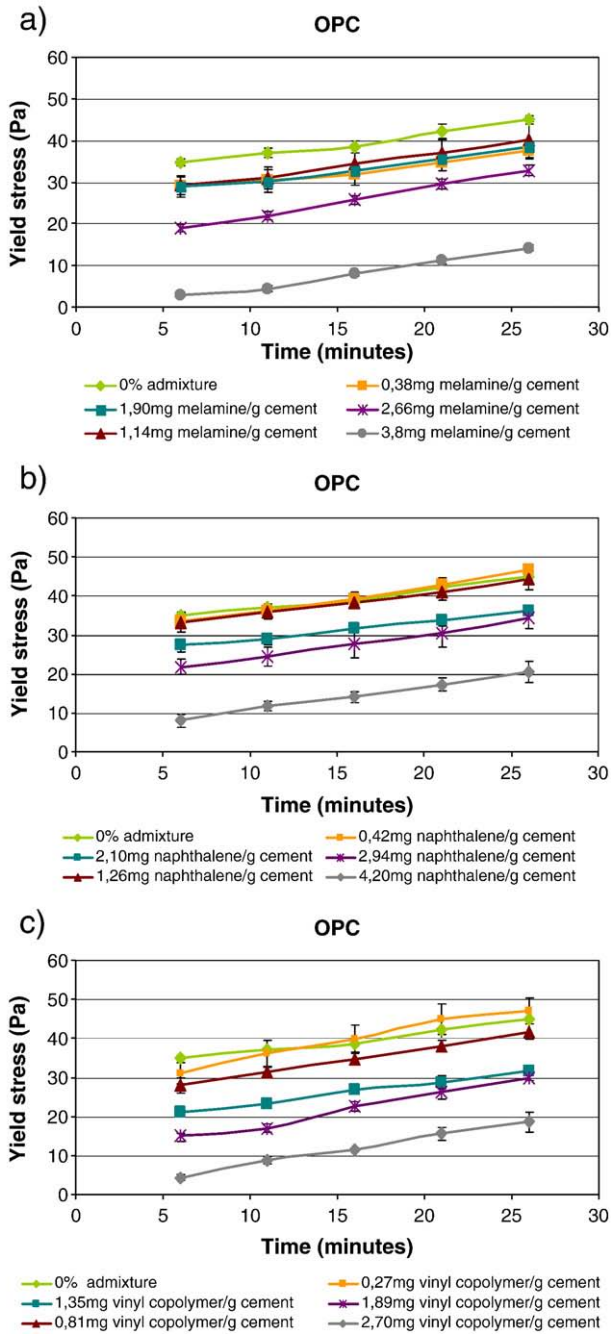 a)
OPC
60
50
40
30
20
10
0
Yield stress (Pa)
0 5 10 15 20 25 30
Time (minutes)
0% admixture 0,38mg melamine/g cement
1,90mg melamine/g cement 2,66mg melamine/g cement
1,14mg melamine/g cement 3,8mg melamine/g cement
b)
OPC
60
50
40
30
20
10
0
Yield stress (Pa)
0 5 10 15 20 25 30
Time (minutes)
0% admixture 0,42mg naphthalene/g cement
2,10mg naphthalene/g cement 2,94mg naphthalene/g cement
1,26mg naphthalene/g cement 4,20mg naphthalene/g cement
c)
OPC
60
50
40
30
20
10
0
Yield stress (Pa)
0 5 10 15 20 25 30
Time (minutes)
0% admixture 0,27mg vinyl copolymer/g cement
1,35mg vinyl copolymer/g cement 1,89mg vinyl copolymer/g cement
0,81mg vinyl copolymer/g cement 2,70mg vinyl copolymer/g cement